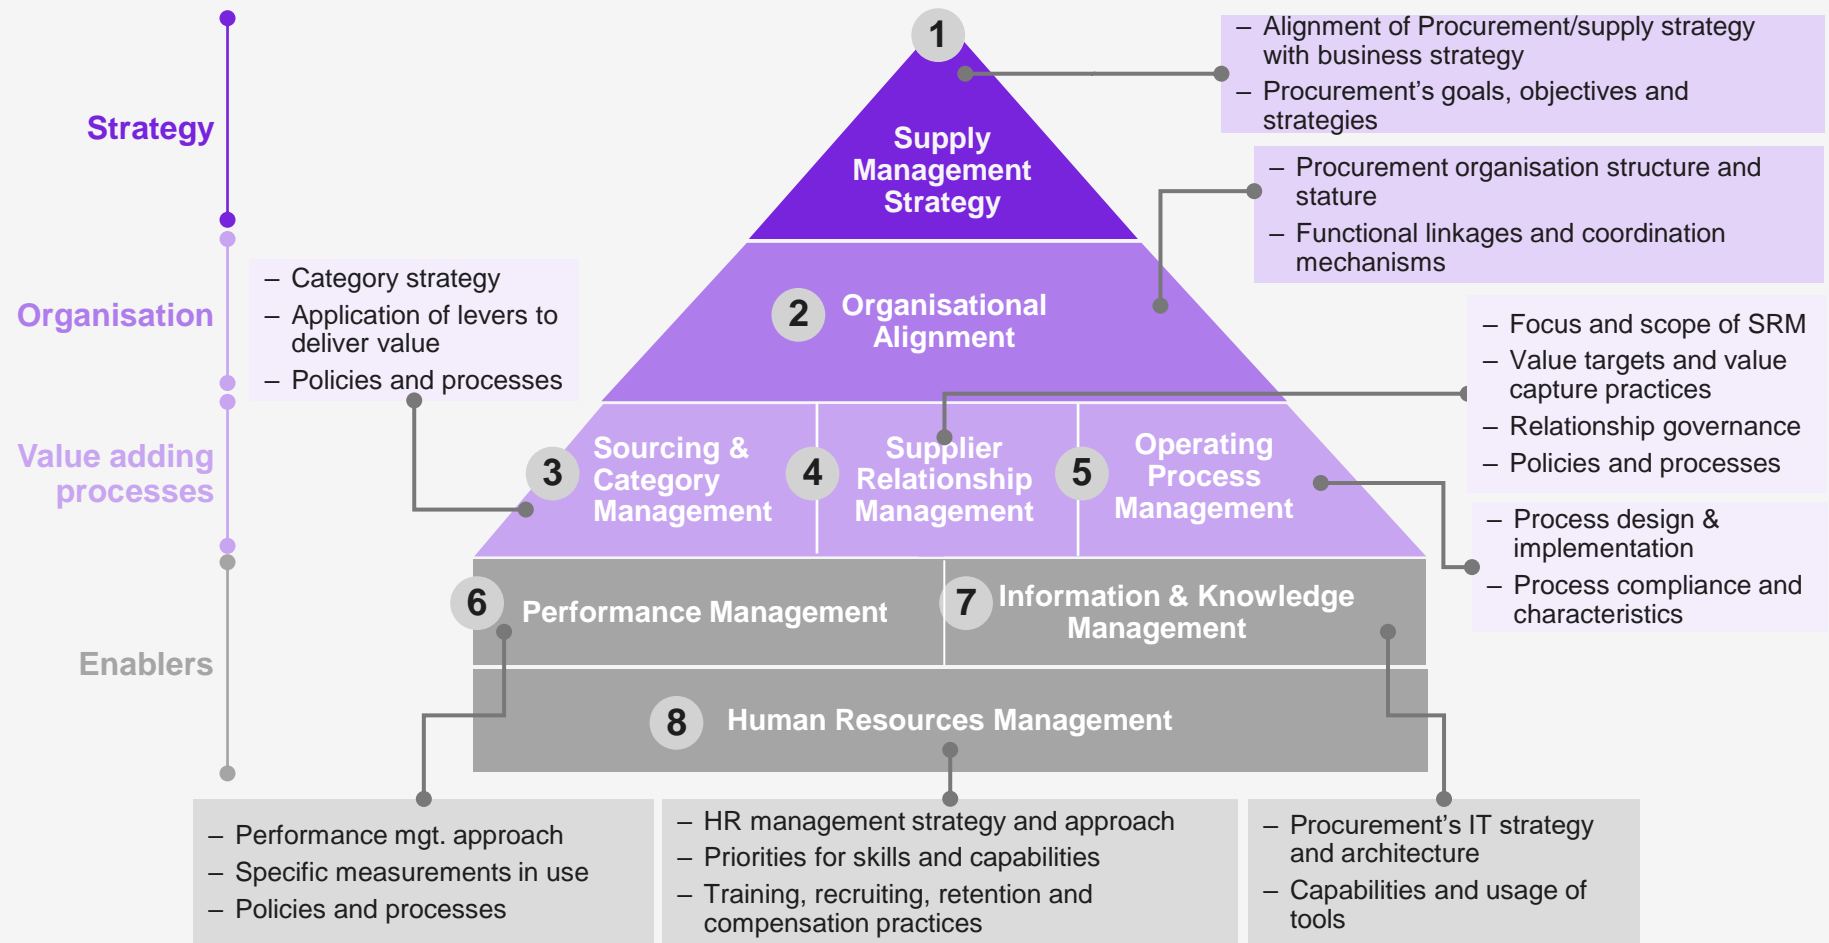 1
Supply
Management
Strategy
– Alignment of Procurement/supply strategy
with business strategy
– Procurement’s goals, objectives and
strategies
Strategy
– Procurement organisation structure and
stature
– Functional linkages and coordination
mechanisms
Organisation
2
Organisational
Alignment
– Category strategy
– Application of levers to
deliver value
– Policies and processes
– Focus and scope of SRM
– Value targets and value
capture practices
– Relationship governance
– Policies and processes
Value adding
processes
3
Sourcing &
Category
Management
4
Supplier
Relationship
Management
5
Operating
Process
Management
– Process design &
implementation
– Process compliance and
characteristics
Enablers
6
Performance Management
7
Information & Knowledge
Management
8
Human Resources Management
– Performance mgt. approach
– Specific measurements in use
– Policies and processes
– HR management strategy and approach
– Priorities for skills and capabilities
– Training, recruiting, retention and
compensation practices
– Procurement’s IT strategy
and architecture
– Capabilities and usage of
tools